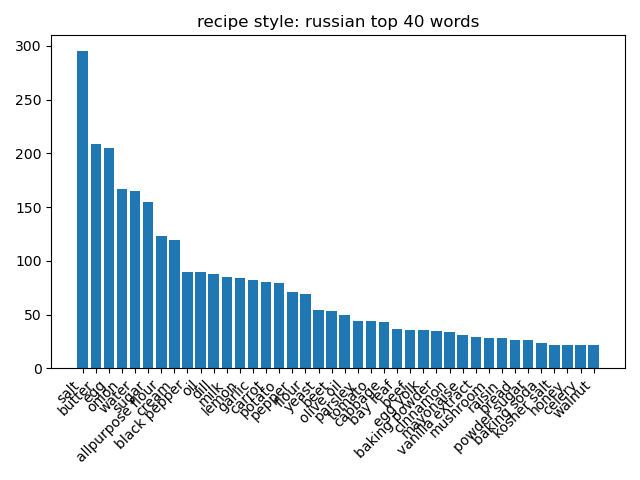 recipe style: russian top 40 words
300
250
200
150
100
50
0
salt
butter
egg
onion
water
sugar
allpurpose flour
cream
black pepper
oil
dill
milk
lemon
garlic
carrot
potato
pepper
flour
yeast
beet
olive oil
parsley
tomato
cabbage
bay leaf
beef
egg yolk
baking powder
cinnamon
mayonnaise
vanilla extract
mushroom
raisin
bread
powder sugar
baking soda
kosher salt
honey
celery
walnut